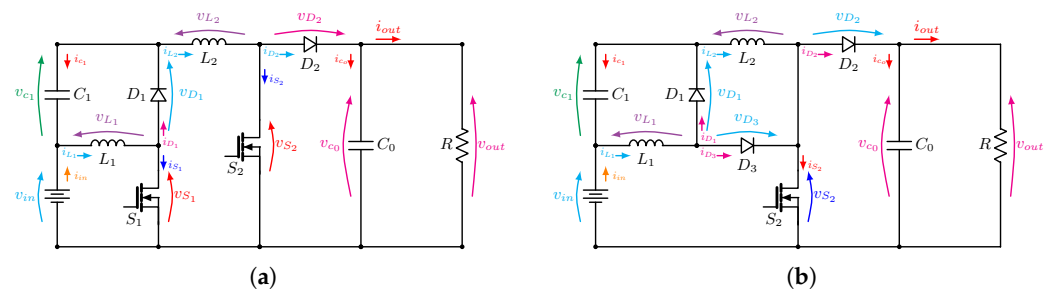 v_{L_2} v_{D_2} i_{out}
i_{c_1} i_{L_2} L_2 i_{D_2} D_2 i_{c_o}
v_{c_1} C_1 D_1 v_{D_1} i_{S_2}
v_{L_1} i_{D_1} v_{S_2} v_{c_0} C_0 R v_{out}
i_{L_1} L_1 i_{S_1} S_2
i_{in}
v_{in} S_1 v_{S_1}
(a)
v_{L_2} v_{D_2} i_{out}
i_{c_1} i_{L_2} L_2 i_{D_2} D_2 i_{c_o}
v_{c_1} C_1 D_1 v_{D_1}
v_{L_1} i_{D_1} v_{D_3} v_{c_0} C_0 R v_{out}
i_{L_1} L_1 i_{D_3} D_3 i_{S_2}
i_{in}
v_{in} S_2 v_{S_2}
(b)